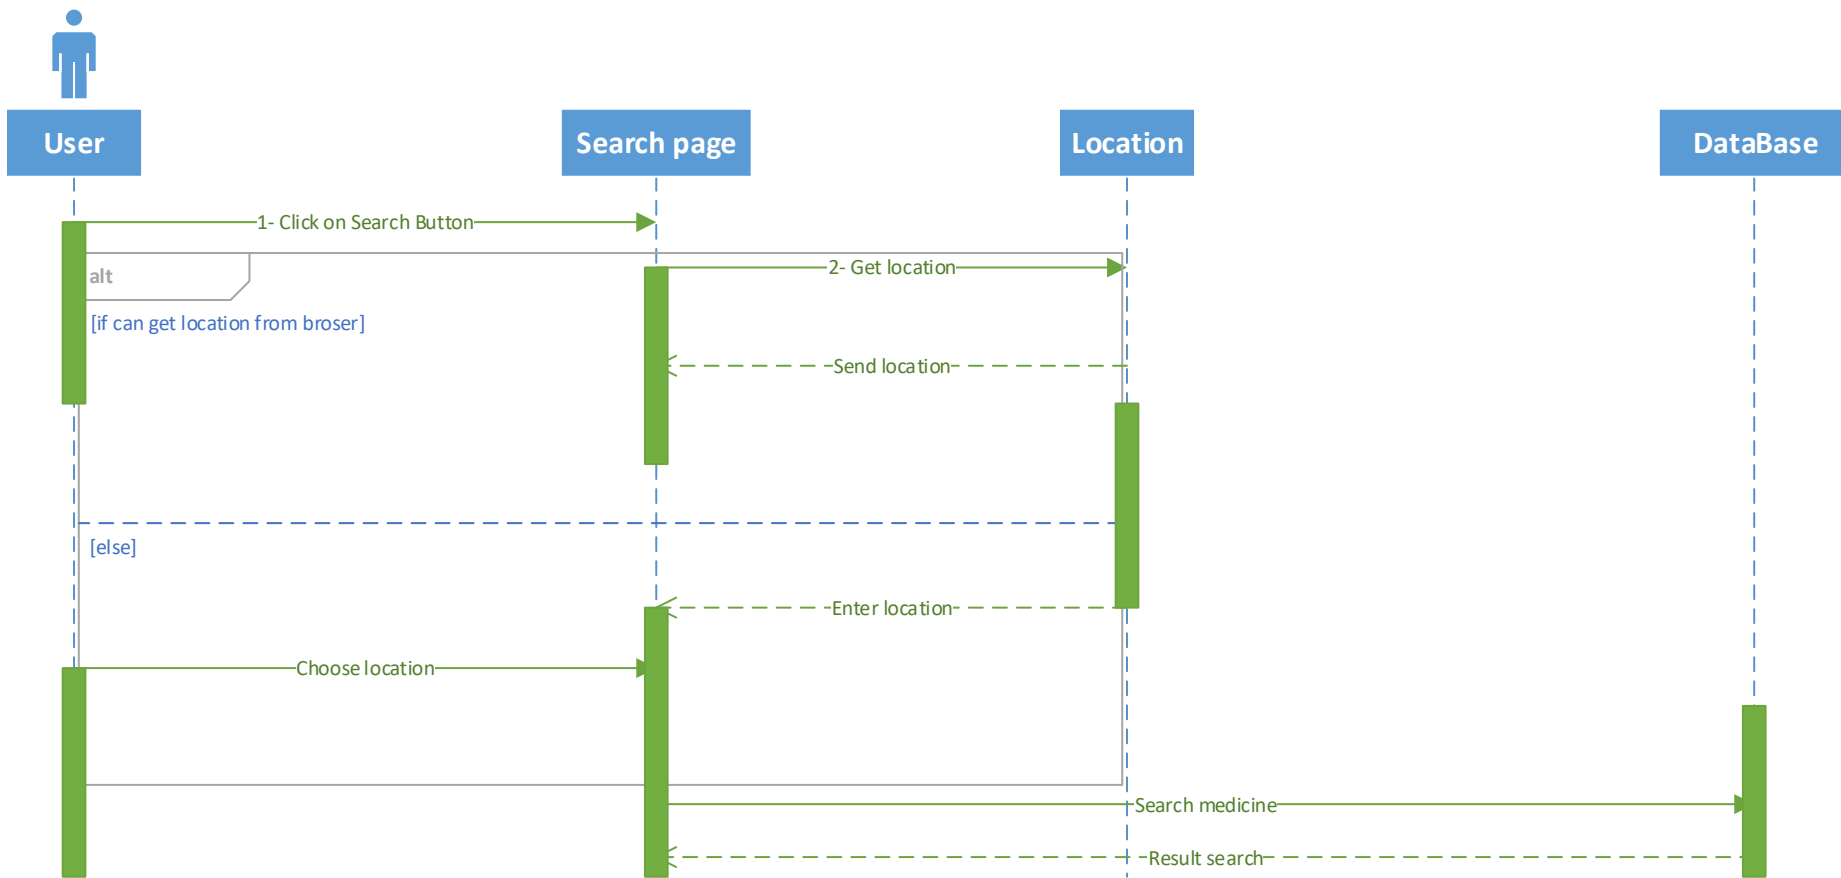 User
Search page
Location
DataBase
1- Click on Search Button
alt
2- Get location
[if can get location from broser]
Send location
[else]
Enter location
Choose location
Search medicine
Result search